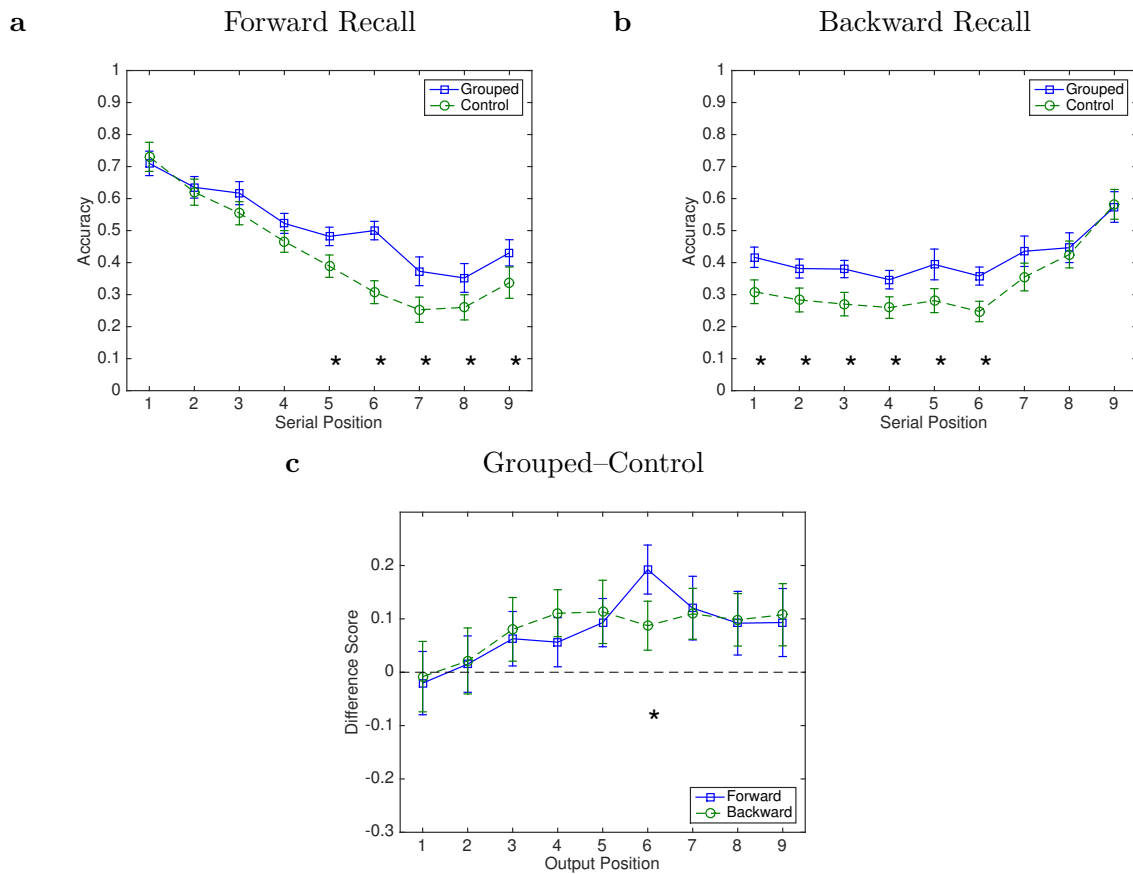 a Forward Recall
1
0.9
0.8
0.7
0.6
0.5
0.4
0.3
0.2
0.1
0
Accuracy
Grouped
Control
* * * * *
1 2 3 4 5 6 7 8 9
Serial Position
b Backward Recall
1
0.9
0.8
0.7
0.6
0.5
0.4
0.3
0.2
0.1
0
Accuracy
Grouped
Control
* * * * * *
1 2 3 4 5 6 7 8 9
Serial Position
c Grouped–Control
0.2
0.1
0
-0.1
-0.2
-0.3
Difference Score
*
Forward
Backward
1 2 3 4 5 6 7 8 9
Output Position